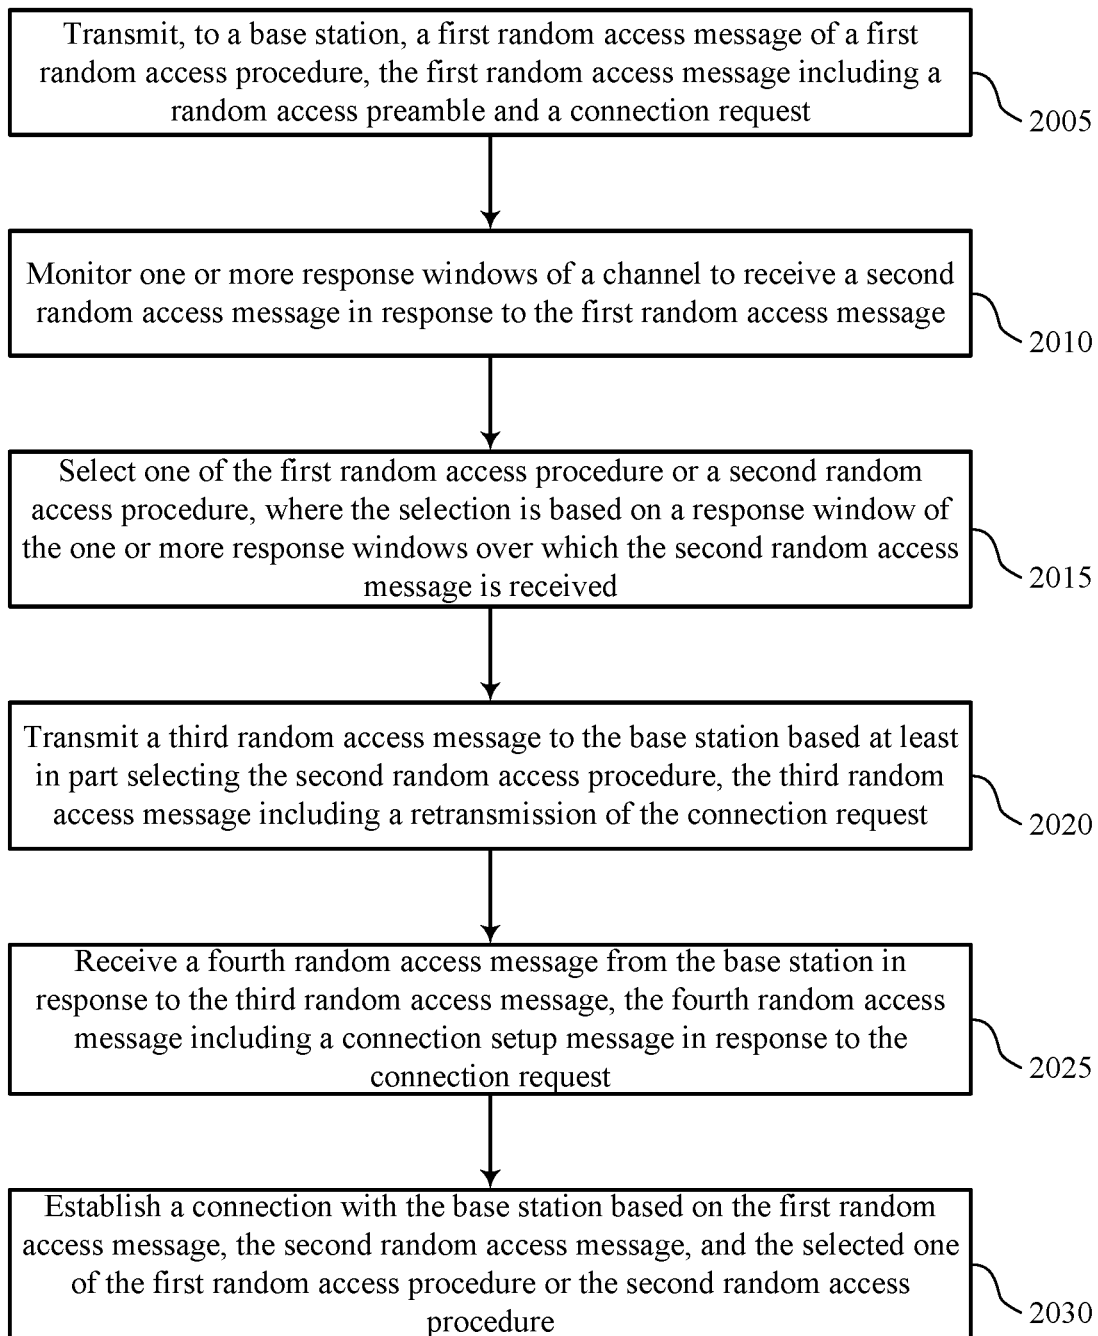 Transmit, to a base station, a first random access message of a first
random access procedure, the first random access message including a
random access preamble and a connection request
2005
Monitor one or more response windows of a channel to receive a second
random access message in response to the first random access message
2010
Select one of the first random access procedure or a second random
access procedure, where the selection is based on a response window of
the one or more response windows over which the second random access
message is received
2015
Transmit a third random access message to the base station based at least
in part selecting the second random access procedure, the third random
access message including a retransmission of the connection request
2020
Receive a fourth random access message from the base station in
response to the third random access message, the fourth random access
message including a connection setup message in response to the
connection request
2025
Establish a connection with the base station based on the first random
access message, the second random access message, and the selected one
of the first random access procedure or the second random access
procedure
2030